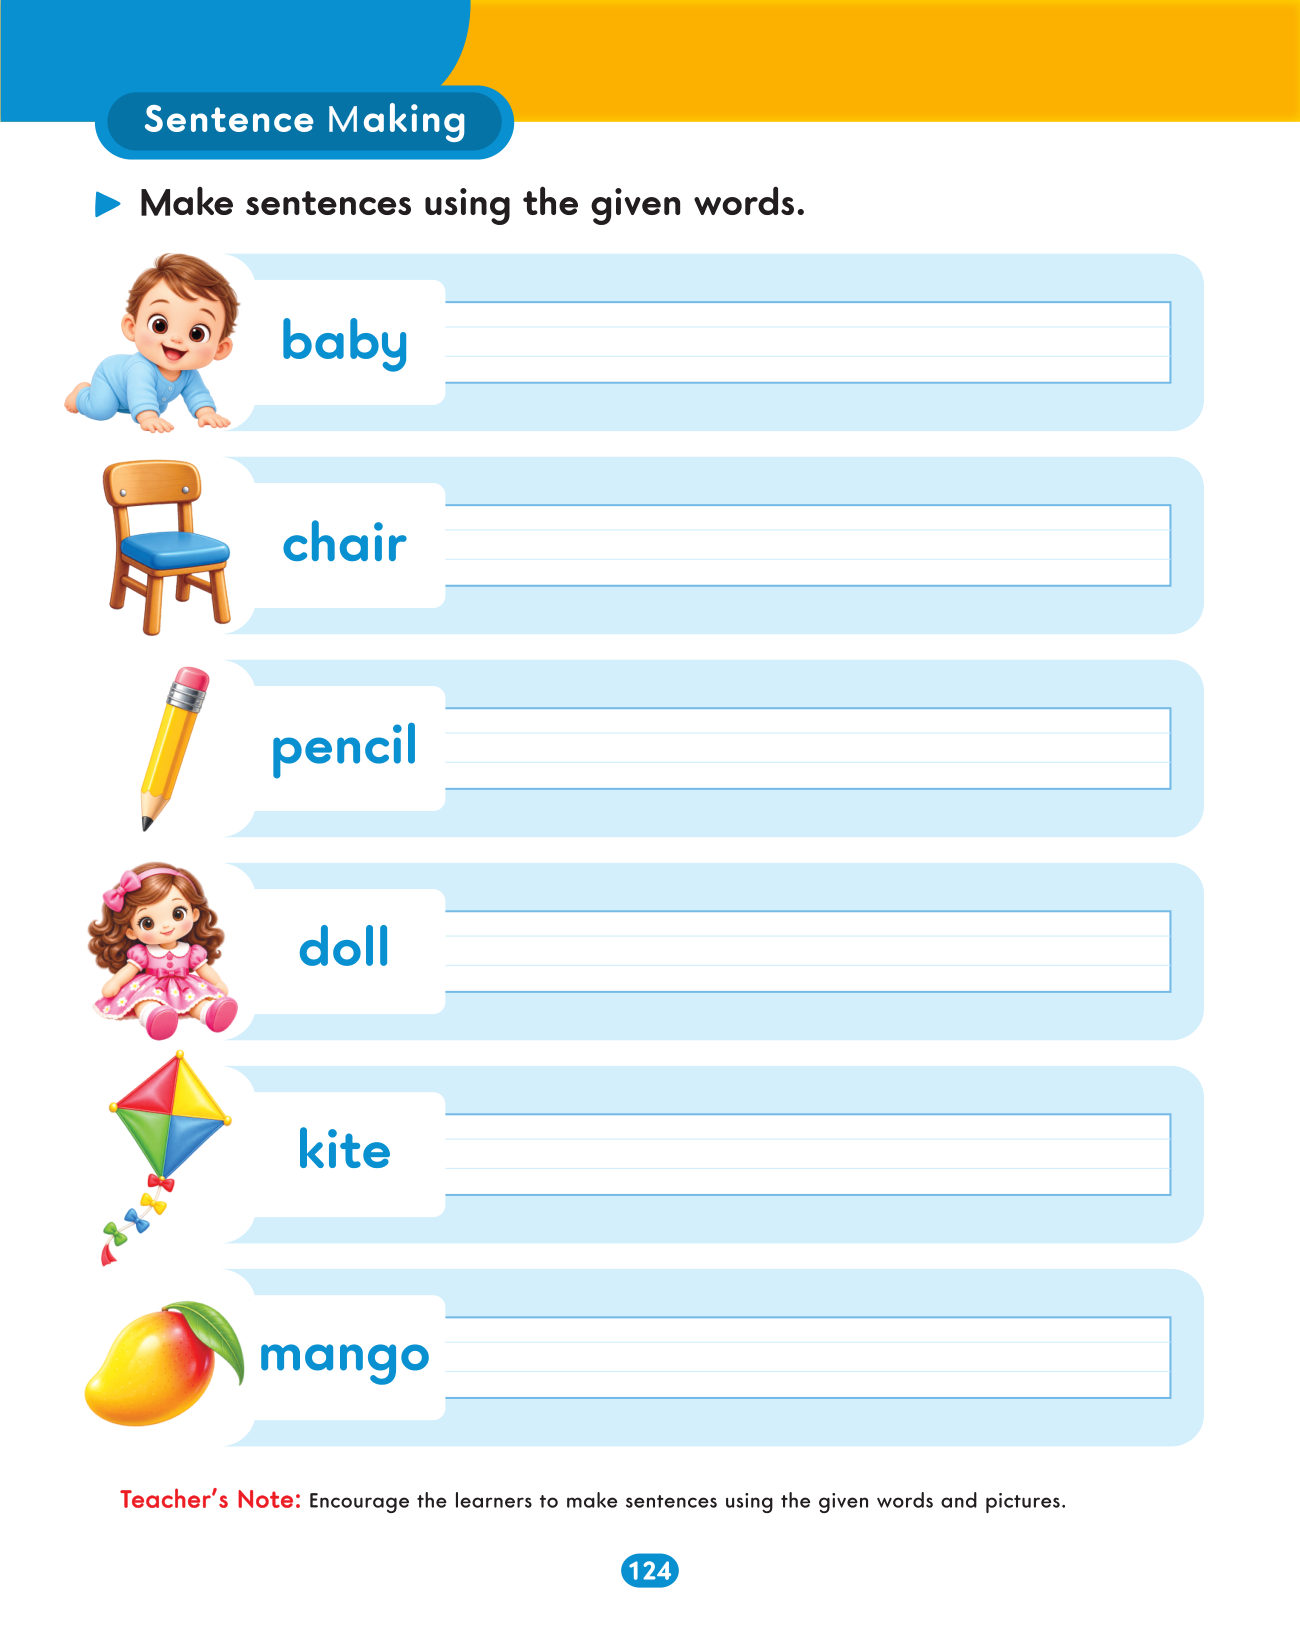 Sentence Making
Make sentences using the given words.
baby
chair
pencil
doll
kite
mango
Teacher's Note: Encourage the learners to make sentences using the given words and pictures.
124